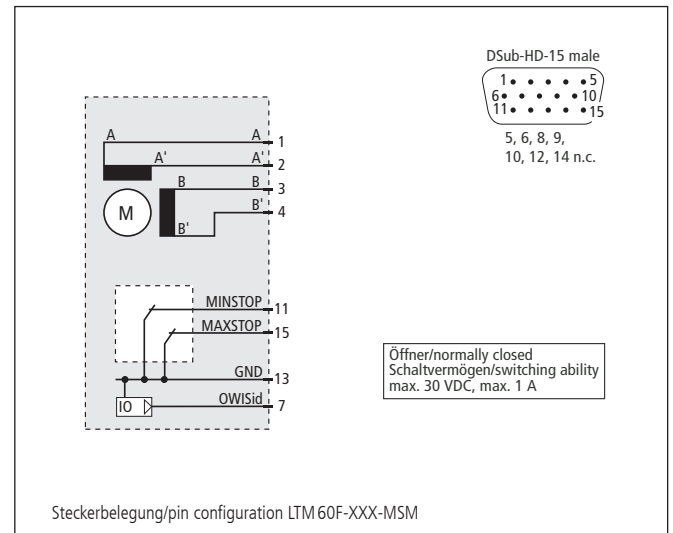 DSub-HD-15 male
1 5
6 10
11 15
5, 6, 8, 9,
10, 12, 14 n.c.
A A 1
A' A' 2
B B 3
M B' 4
B'
MINSTOP 11
MAXSTOP 15
GND 13
IO OWISid 7
Öffner/normally closed
Schaltvermögen/switching ability
max. 30 VDC, max. 1 A
Steckerbelegung/pin configuration LTM60F-XXX-MSM